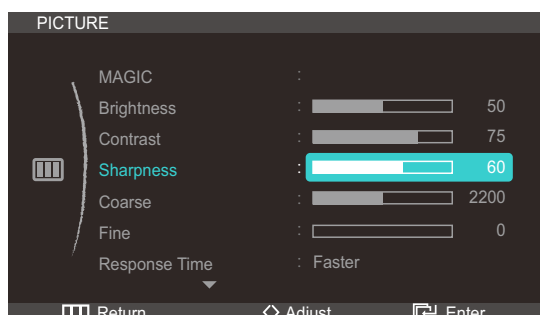 PICTURE
MAGIC :
Brightness : 50
Contrast : 75
Sharpness : 60
Coarse : 2200
Fine : 0
Response Time : Faster
Return Adjust Enter